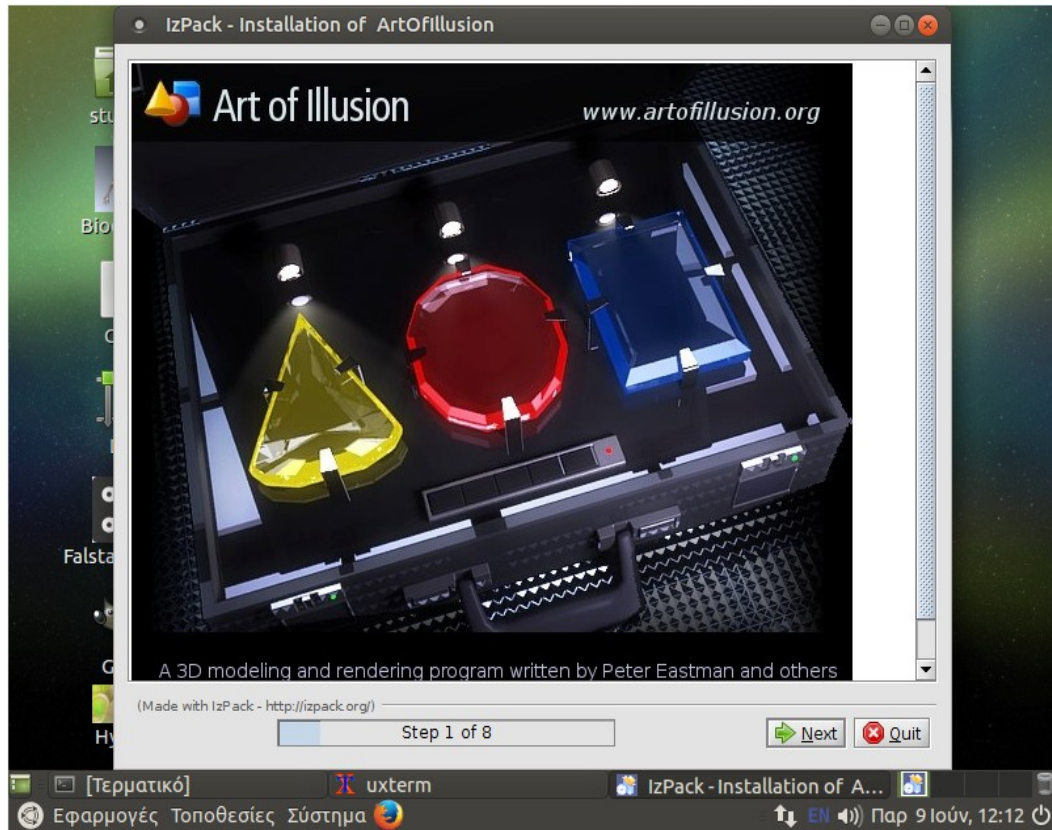 IzPack - Installation of ArtOfIllusion
Art of Illusion
www.artofillusion.org
Falsta
A 3D modeling and rendering program written by Peter Eastman and others
(Made with IzPack - http://izpack.org/)
Step 1 of 8
Next
Quit
[Τερματικό]
uxterm
IzPack - Installation of A...
Εφαρμογές Τοποθεσίες Σύστημα
EN
Παρ 9 Ιούν, 12:12